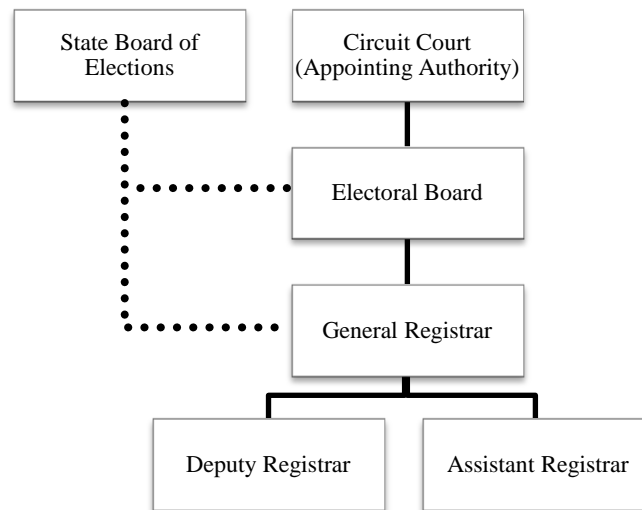 State Board of
Elections
Circuit Court
(Appointing Authority)
Electoral Board
General Registrar
Deputy Registrar
Assistant Registrar